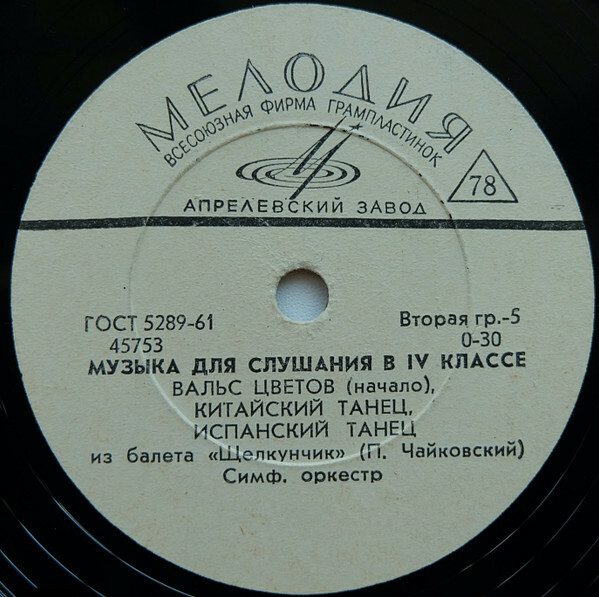 МЕЛОДИЯ
ВСЕСОЮЗНАЯ ФИРМА ГРАМПЛАСТИНОК
АПРЕЛЕВСКИЙ ЗАВОД
78
ГОСТ 5289-61
Вторая гр.-5
45753
0-30
МУЗЫКА ДЛЯ СЛУШАНИЯ В IV КЛАССЕ
ВАЛЬС ЦВЕТОВ (начало),
КИТАЙСКИЙ ТАНЕЦ,
ИСПАНСКИЙ ТАНЕЦ
из балета «Щелкунчик» (П. Чайковский)
Симф. оркестр